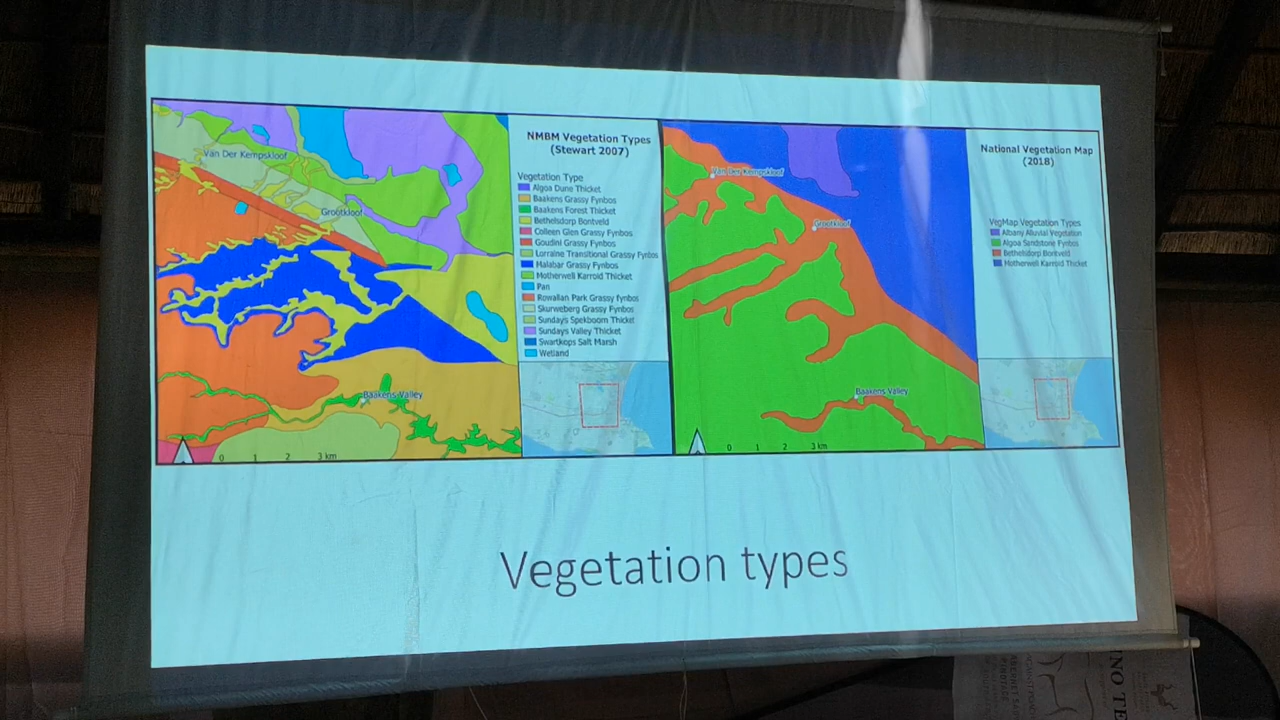 NMBM Vegetation Types
(Stewart 2007)
Vegetation Type
Algoa Dune Thicket
Baakens Grassy Fynbos
Baakens Forest Thicket
Bethelsdorp Bontveld
Colleen Glen Grassy Fynbos
Goudini Grassy Fynbos
Lorraine Transitional Grassy Fynbos
Malabar Grassy Fynbos
Motherwell Karroid Thicket
Pan
Rowallan Park Grassy Fynbos
Skurweberg Grassy Fynbos
Sundays Spekboom Thicket
Sundays Valley Thicket
Swartkops Salt Marsh
Wetland
Van Der Kempskloof
Grootkloof
Baakens Valley
0 1 2 3 km
National Vegetation Map
(2018)
VegMap Vegetation Types
Albany Alluvial Vegetation
Algoa Sandstone Fynbos
Bethelsdorp Bontveld
Motherwell Karroid Thicket
Van Der Kempskloof
Grootkloof
Baakens Valley
0 1 2 3 km
Vegetation types